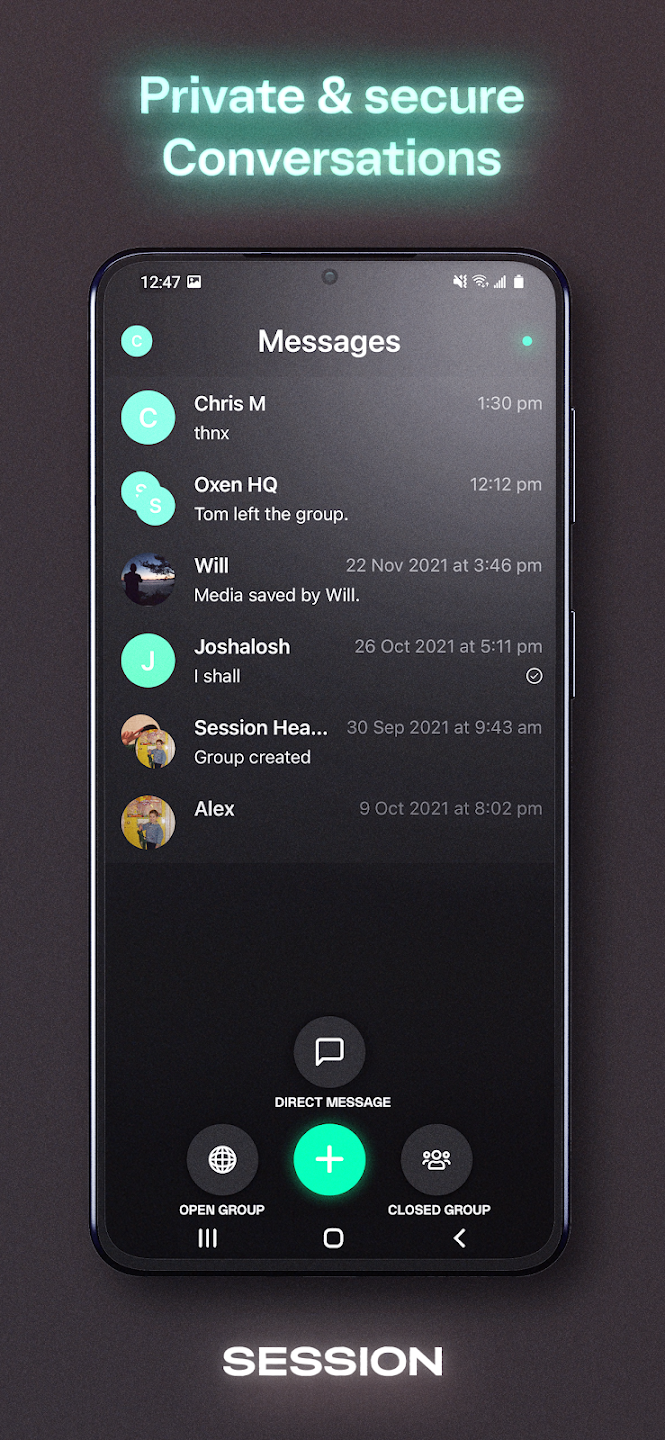 Private & secure
Conversations
12:47
C
Messages
C
Chris M
1:30 pm
thnx
S
S
Oxen HQ
12:12 pm
Tom left the group.
Will
22 Nov 2021 at 3:46 pm
Media saved by Will.
J
Joshalosh
26 Oct 2021 at 5:11 pm
I shall
Session Hea...
30 Sep 2021 at 9:43 am
Group created
Alex
9 Oct 2021 at 8:02 pm
DIRECT MESSAGE
OPEN GROUP
CLOSED GROUP
SESSION